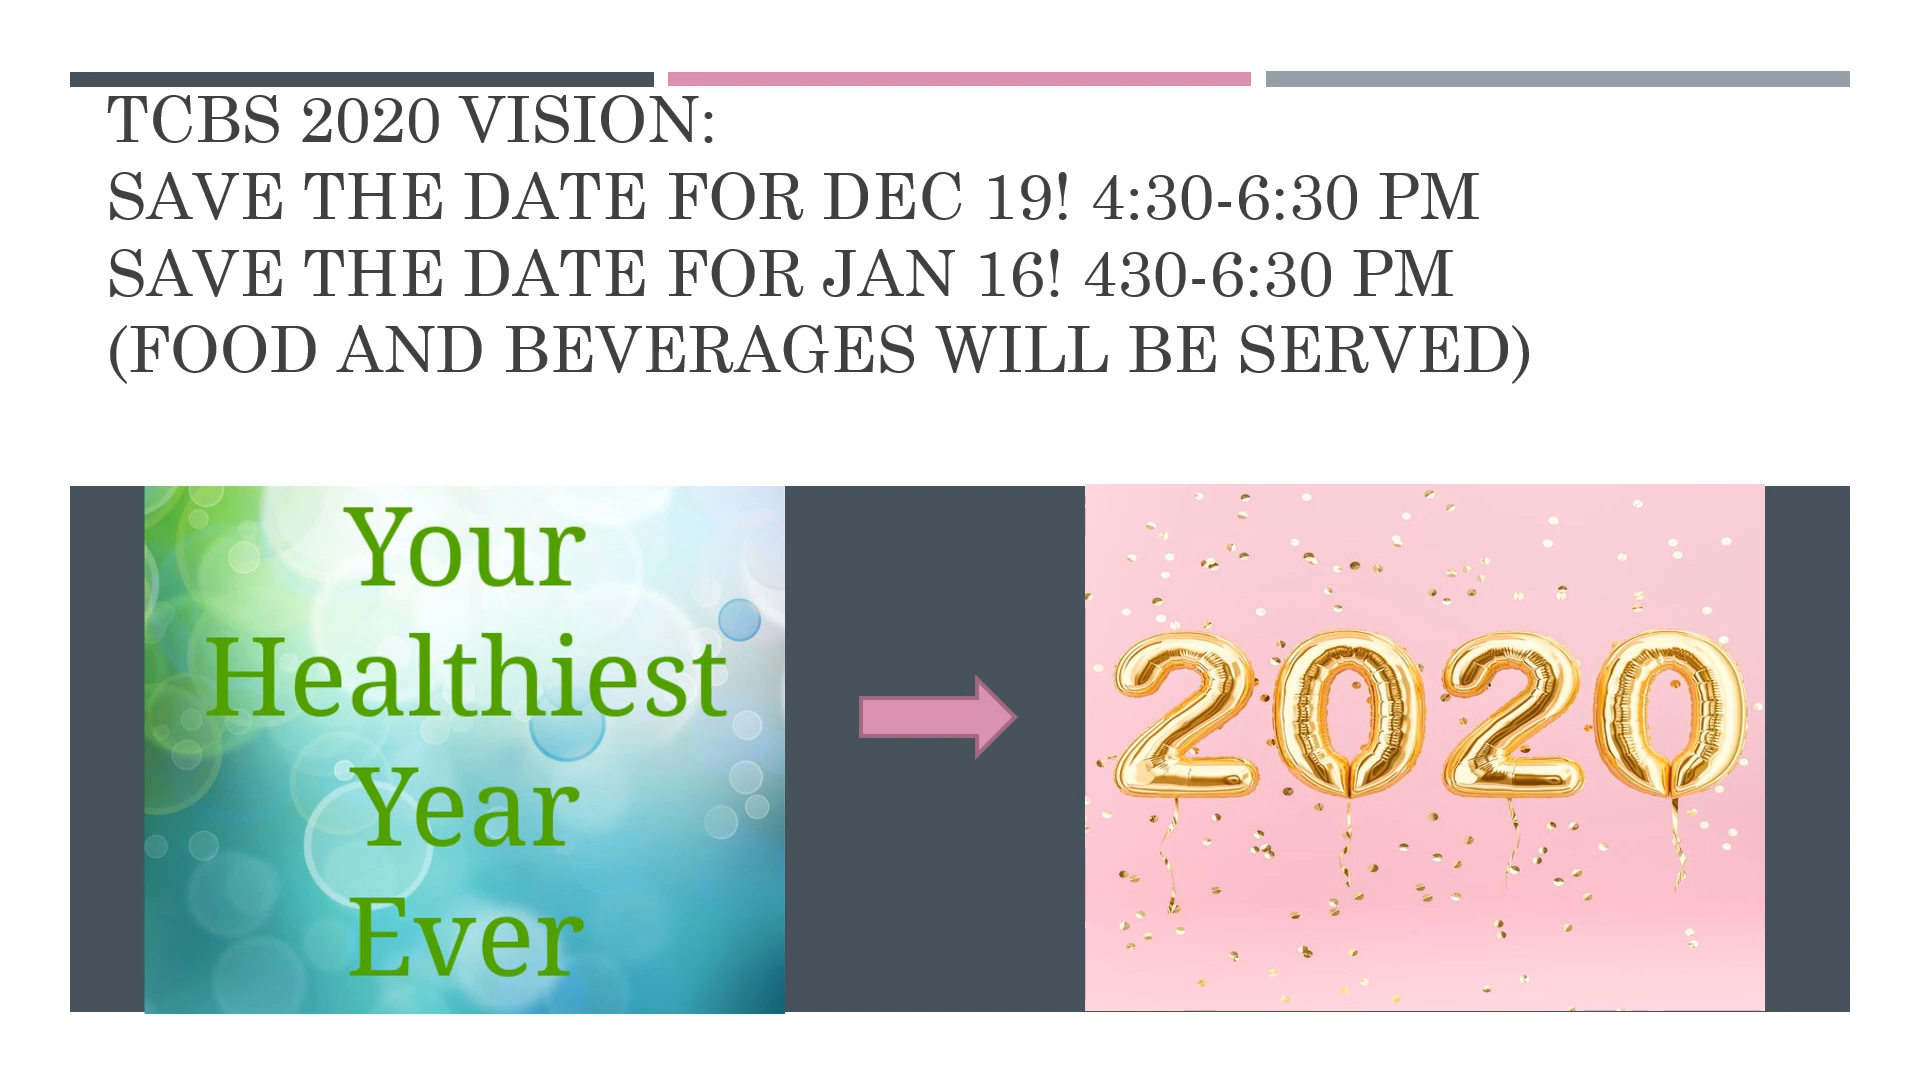 TCBS 2020 VISION:
SAVE THE DATE FOR DEC 19! 4:30-6:30 PM
SAVE THE DATE FOR JAN 16! 430-6:30 PM
(FOOD AND BEVERAGES WILL BE SERVED)
Your
Healthiest
Year
Ever
2020